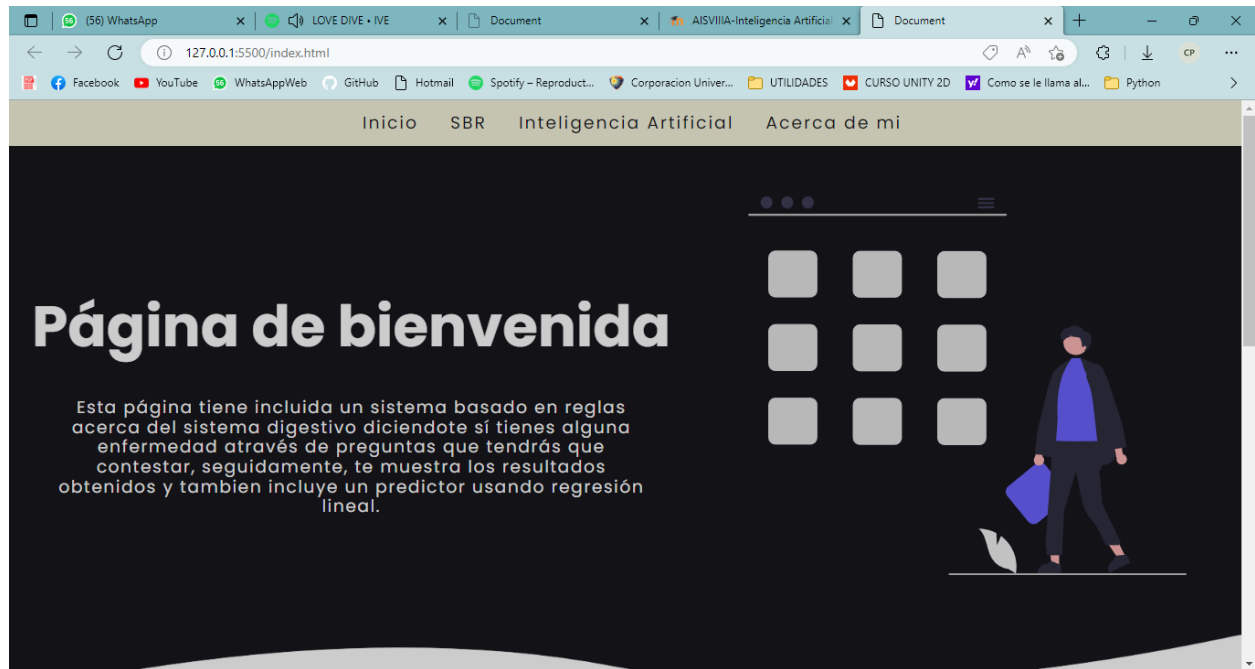 (56) WhatsApp
LOVE DIVE • IVE
Document
AISVIIIA-Inteligencia Artificial
Document
127.0.0.1:5500/index.html
CP
Facebook YouTube WhatsAppWeb GitHub Hotmail Spotify – Reproduct... Corporacion Univer... UTILIDADES CURSO UNITY 2D Como se le llama al... Python
Inicio SBR Inteligencia Artificial Acerca de mi
Página de bienvenida
Esta página tiene incluida un sistema basado en reglas
acerca del sistema digestivo diciendote sí tienes alguna
enfermedad através de preguntas que tendrás que
contestar, seguidamente, te muestra los resultados
obtenidos y tambien incluye un predictor usando regresión
lineal.